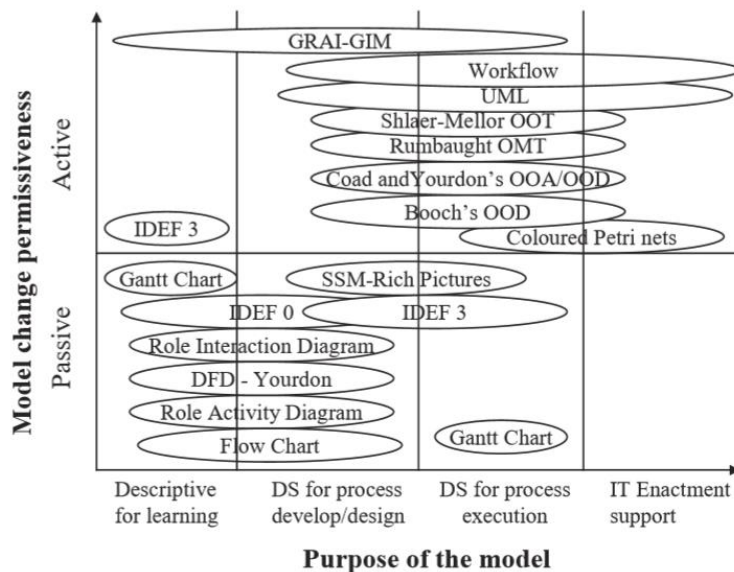 Model change permissiveness
Active
Passive
GRAI-GIM
Workflow
UML
Shlaer-Mellor OOT
Rumbaught OMT
Coad andYourdon's OOA/OOD
Booch's OOD
IDEF 3
Coloured Petri nets
Gantt Chart
SSM-Rich Pictures
IDEF 0
IDEF 3
Role Interaction Diagram
DFD - Yourdon
Role Activity Diagram
Flow Chart
Gantt Chart
Descriptive
for learning
DS for process
develop/design
DS for process
execution
IT Enactment
support
Purpose of the model